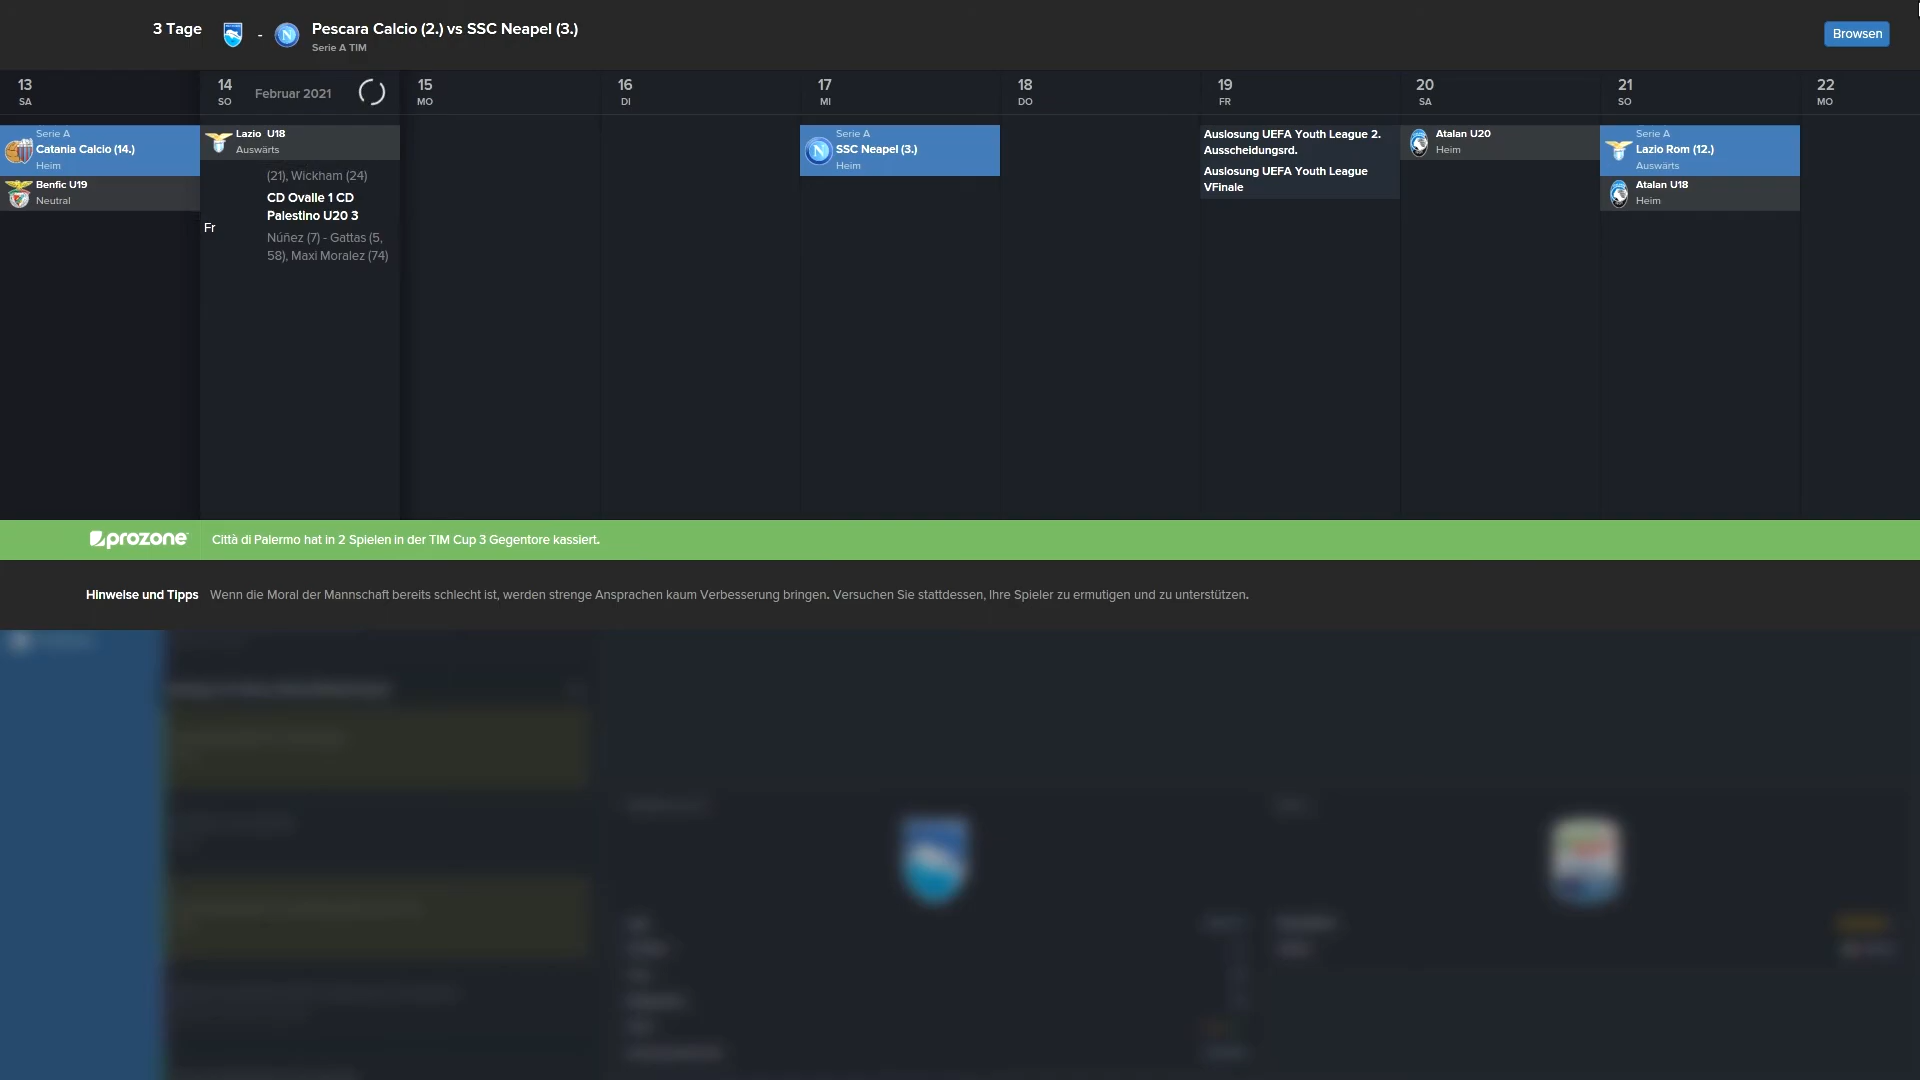 3 Tage
-
Pescara Calcio (2.) vs SSC Neapel (3.)
Serie A TIM
Browsen
13
SA
14
SO
Februar 2021
15
MO
16
DI
17
MI
18
DO
19
FR
20
SA
21
SO
22
MO
Serie A
Catania Calcio (14.)
Heim
Benfic U19
Neutral
Lazio U18
Auswärts
(21), Wickham (24)
CD Ovalle 1 CD
Palestino U20 3
Fr
Núñez (7) - Gattas (5,
58), Maxi Moralez (74)
Serie A
SSC Neapel (3.)
Heim
Auslosung UEFA Youth League 2.
Ausscheidungsrd.
Auslosung UEFA Youth League
VFinale
Atalan U20
Heim
Serie A
Lazio Rom (12.)
Auswärts
Atalan U18
Heim
prozone
Città di Palermo hat in 2 Spielen in der TIM Cup 3 Gegentore kassiert.
Hinweise und Tipps
Wenn die Moral der Mannschaft bereits schlecht ist, werden strenge Ansprachen kaum Verbesserung bringen. Versuchen Sie stattdessen, Ihre Spieler zu ermutigen und zu unterstützen.